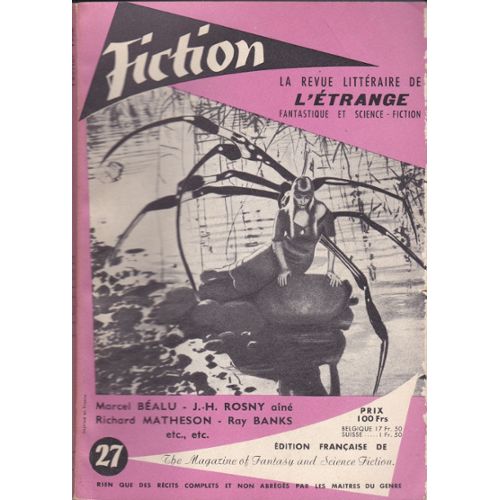 Fiction
LA REVUE LITTÉRAIRE DE
L'ÉTRANGE
FANTASTIQUE ET SCIENCE-FICTION
Marcel BÉALU - J.-H. ROSNY aîné
Richard MATHESON - Ray BANKS
etc., etc.
PRIX
100 Frs
BELGIQUE 17 Fr. 50
SUISSE.....1 Fr. 50
27
ÉDITION FRANÇAISE DE
The Magazine of Fantasy and Science Fiction.
RIEN QUE DES RÉCITS COMPLETS ET NON ABRÉGÉS PAR LES MAITRES DU GENRE